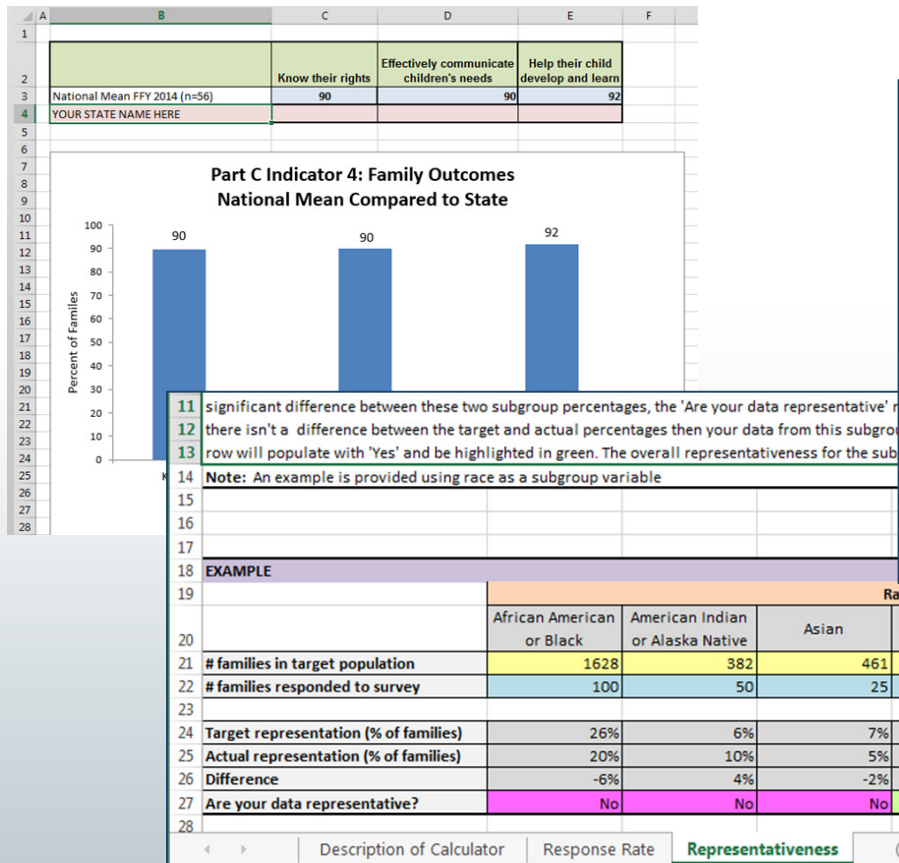 A B C D E F
1
2 Know their rights Effectively communicate children's needs Help their child develop and learn
3 National Mean FFY 2014 (n=56) 90 90 92
4 YOUR STATE NAME HERE
5
6
7
8
9
10
11
12
13
14
15
16
17
18
19
20
21
22
23
24
25
26
27
28
Part C Indicator 4: Family Outcomes
National Mean Compared to State
Percent of Familes
100
90
80
70
60
50
40
30
20
10
0
90 90 92
K
11 significant difference between these two subgroup percentages, the 'Are your data representative'
12 there isn't a difference between the target and actual percentages then your data from this
13 row will populate with 'Yes' and be highlighted in green. The overall representativeness for the
14 Note: An example is provided using race as a subgroup variable
15
16
17
18 EXAMPLE
19
20 African American or Black American Indian or Alaska Native Asian
21 # families in target population 1628 382 461
22 # families responded to survey 100 50 25
23
24 Target representation (% of families) 26% 6% 7%
25 Actual representation (% of families) 20% 10% 5%
26 Difference -6% 4% -2%
27 Are your data representative? No No No
28
Description of Calculator Response Rate Representativeness